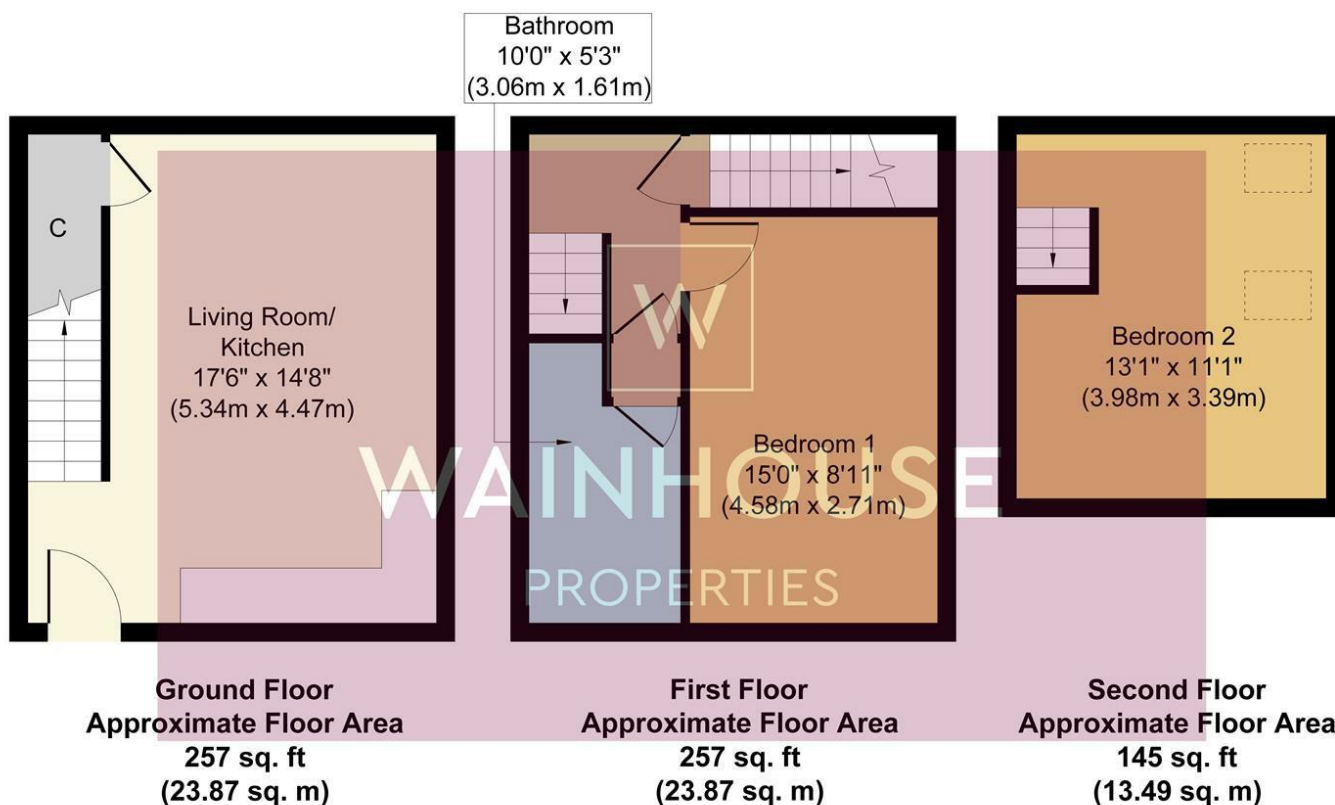 Bathroom
10'0" x 5'3"
(3.06m x 1.61m)
C
Living Room/
Kitchen
17'6" x 14'8"
(5.34m x 4.47m)
W
Bedroom 1
15'0" x 8'11"
(4.58m x 2.71m)
Bedroom 2
13'1" x 11'1"
(3.98m x 3.39m)
WAINHOUSE
PROPERTIES
Ground Floor
Approximate Floor Area
257 sq. ft
(23.87 sq. m)
First Floor
Approximate Floor Area
257 sq. ft
(23.87 sq. m)
Second Floor
Approximate Floor Area
145 sq. ft
(13.49 sq. m)